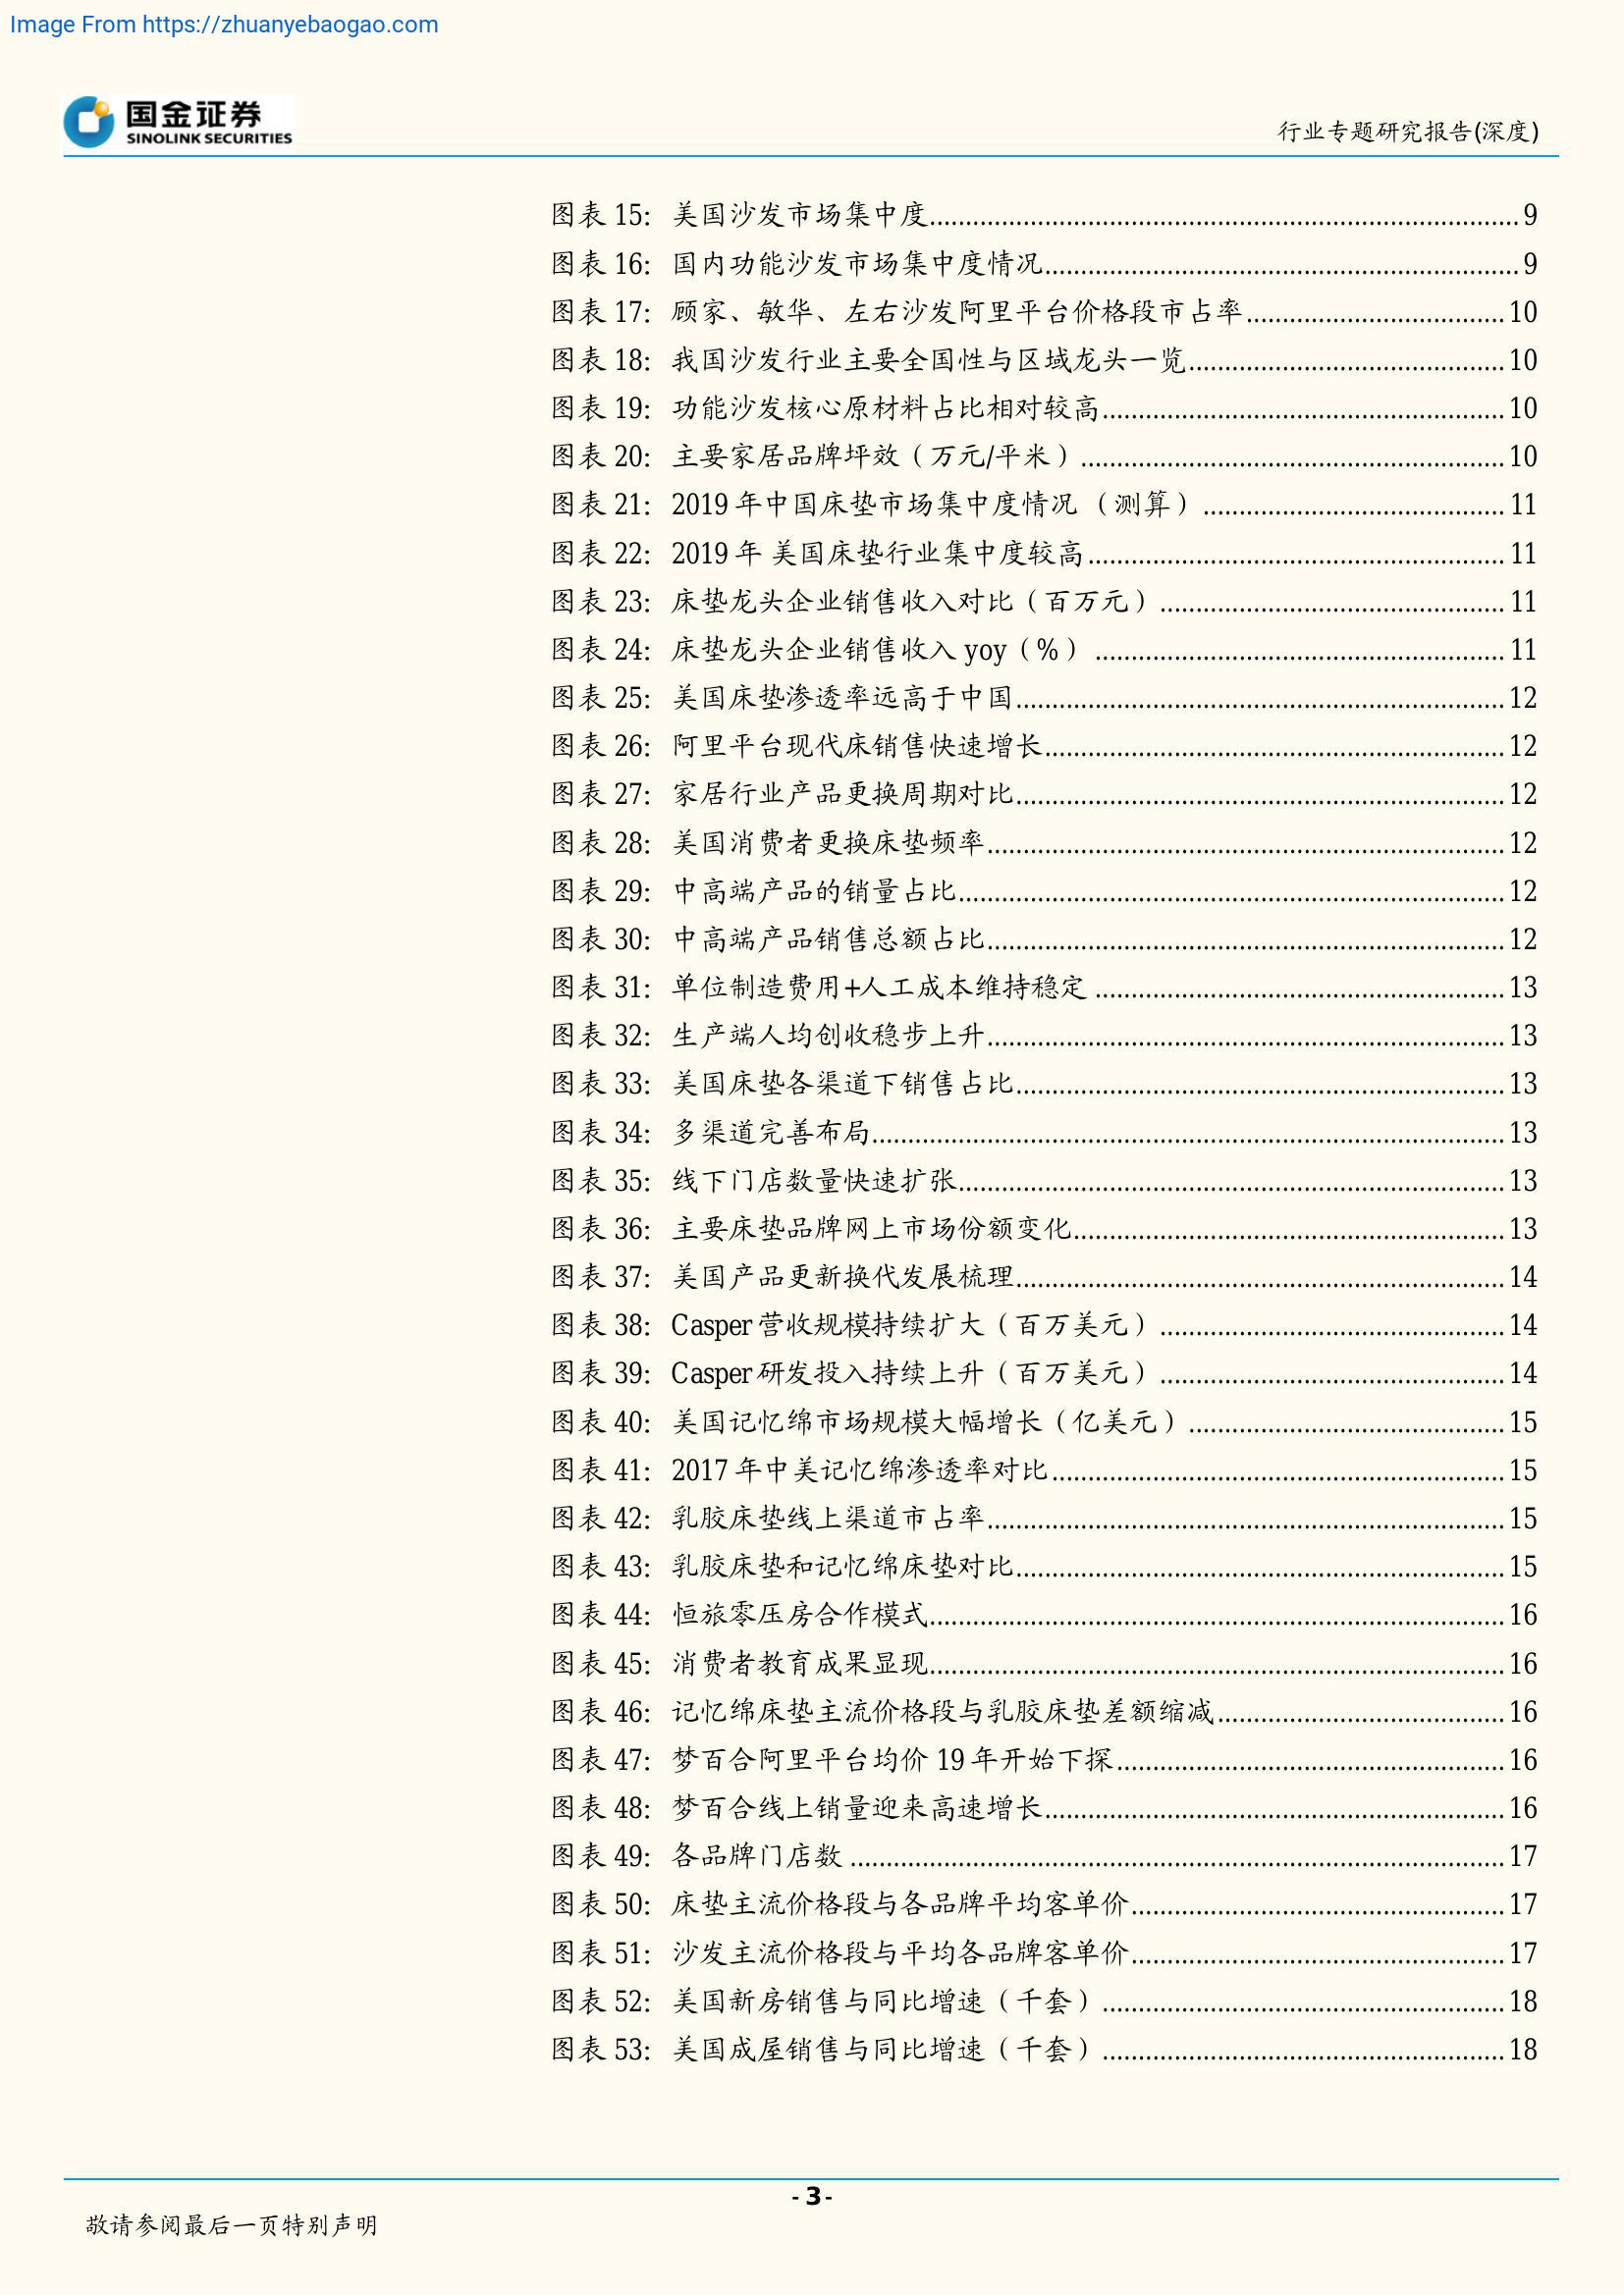 Image From https://zhuanyebaogao.com
国金证券
SINOLINK SECURITIES
行业专题研究报告(深度)
图表 15: 美国沙发市场集中度..........9
图表 16: 国内功能沙发市场集中度情况..........9
图表 17: 顾家、敏华、左右沙发阿里平台价格段市占率..........10
图表 18: 我国沙发行业主要全国性与区域龙头一览..........10
图表 19: 功能沙发核心原材料占比相对较高..........10
图表 20: 主要家居品牌坪效（万元/平米）..........10
图表 21: 2019 年中国床垫市场集中度情况 （测算）..........11
图表 22: 2019 年 美国床垫行业集中度较高..........11
图表 23: 床垫龙头企业销售收入对比（百万元）..........11
图表 24: 床垫龙头企业销售收入 yoy（%）..........11
图表 25: 美国床垫渗透率远高于中国..........12
图表 26: 阿里平台现代床销售快速增长..........12
图表 27: 家居行业产品更换周期对比..........12
图表 28: 美国消费者更换床垫频率..........12
图表 29: 中高端产品的销量占比..........12
图表 30: 中高端产品销售总额占比..........12
图表 31: 单位制造费用+人工成本维持稳定..........13
图表 32: 生产端人均创收稳步上升..........13
图表 33: 美国床垫各渠道下销售占比..........13
图表 34: 多渠道完善布局..........13
图表 35: 线下门店数量快速扩张..........13
图表 36: 主要床垫品牌网上市场份额变化..........13
图表 37: 美国产品更新换代发展梳理..........14
图表 38: Casper 营收规模持续扩大（百万美元）..........14
图表 39: Casper 研发投入持续上升（百万美元）..........14
图表 40: 美国记忆绵市场规模大幅增长（亿美元）..........15
图表 41: 2017 年中美记忆绵渗透率对比..........15
图表 42: 乳胶床垫线上渠道市占率..........15
图表 43: 乳胶床垫和记忆绵床垫对比..........15
图表 44: 恒旅零压房合作模式..........16
图表 45: 消费者教育成果显现..........16
图表 46: 记忆绵床垫主流价格段与乳胶床垫差额缩减..........16
图表 47: 梦百合阿里平台均价 19 年开始下探..........16
图表 48: 梦百合线上销量迎来高速增长..........16
图表 49: 各品牌门店数..........17
图表 50: 床垫主流价格段与各品牌平均客单价..........17
图表 51: 沙发主流价格段与平均各品牌客单价..........17
图表 52: 美国新房销售与同比增速（千套）..........18
图表 53: 美国成屋销售与同比增速（千套）..........18
- 3 -
敬请参阅最后一页特别声明